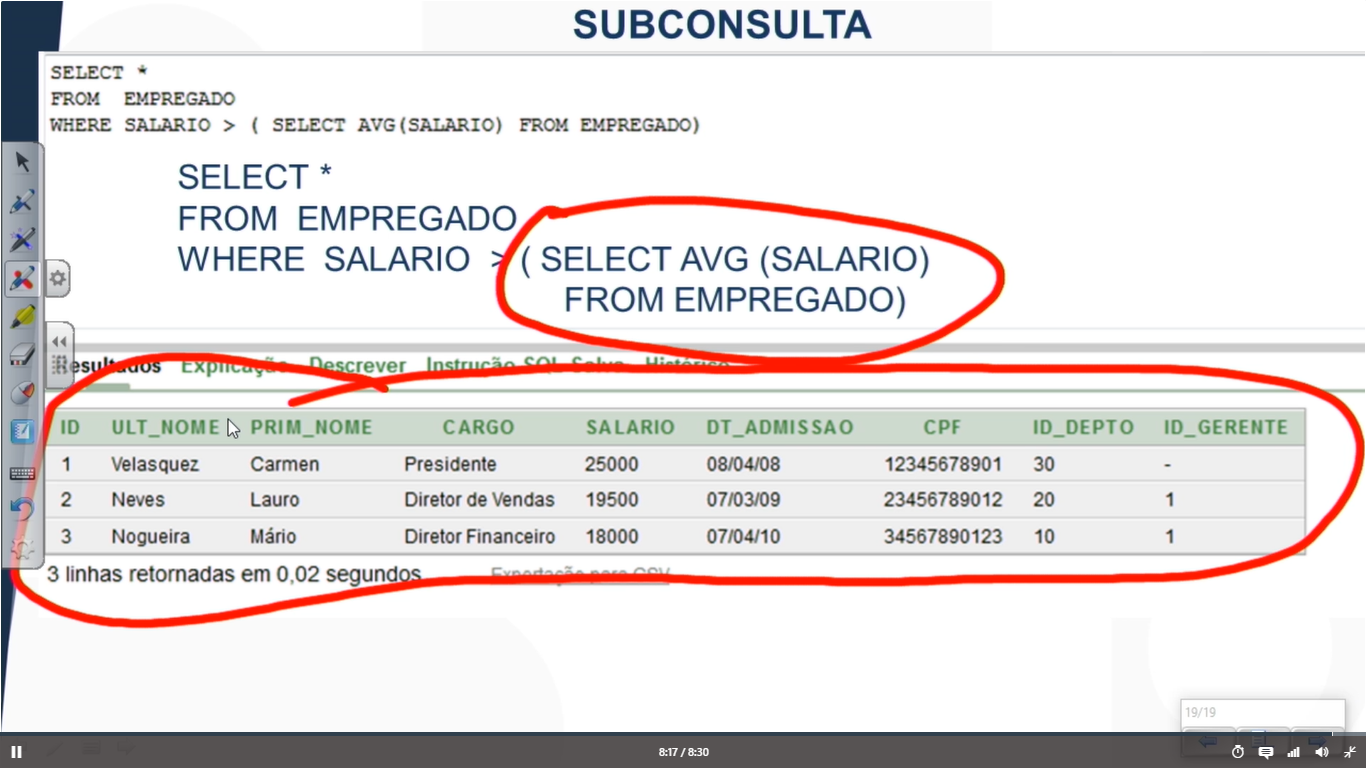 SUBCONSULTA
SELECT *
FROM EMPREGADO
WHERE SALARIO > ( SELECT AVG(SALARIO) FROM EMPREGADO)
SELECT *
FROM EMPREGADO
WHERE SALARIO > ( SELECT AVG (SALARIO)
FROM EMPREGADO)
Resultados Explicação Descrever Instrução SQL Salva Histórico
ID ULT_NOME PRIM_NOME CARGO SALARIO DT_ADMISSAO CPF ID_DEPTO ID_GERENTE
1 Velasquez Carmen Presidente 25000 08/04/08 12345678901 30 -
2 Neves Lauro Diretor de Vendas 19500 07/03/09 23456789012 20 1
3 Nogueira Mário Diretor Financeiro 18000 07/04/10 34567890123 10 1
3 linhas retornadas em 0,02 segundos Exportação para CSV
19/19
8:17 / 8:30